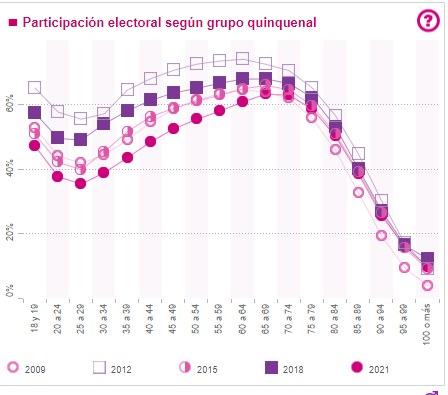 Participación electoral según grupo quinquenal
?
60%
40%
20%
0%
18 y 19
20 a 24
25 a 29
30 a 34
35 a 39
40 a 44
45 a 49
50 a 54
55 a 59
60 a 64
65 a 69
70 a 74
75 a 79
80 a 84
85 a 89
90 a 94
95 a 99
100 o más
2009 2012 2015 2018 2021